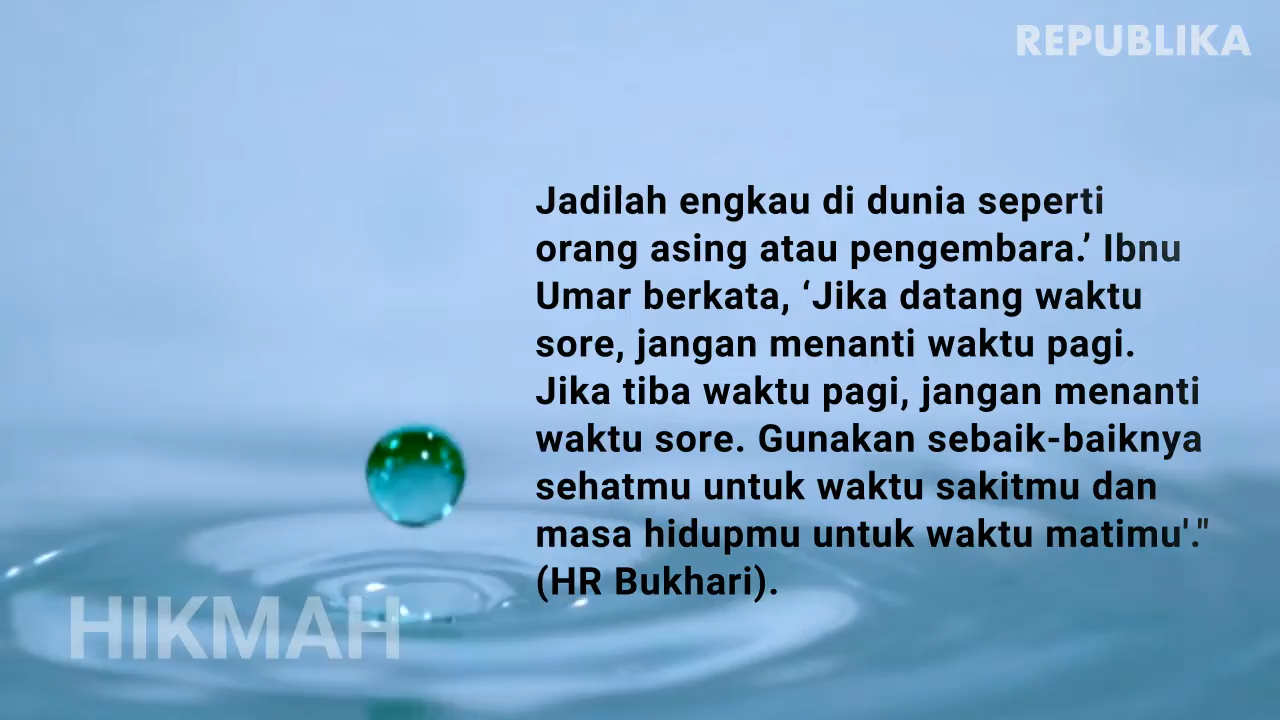 REPUBLIKA
Jadilah engkau di dunia seperti
orang asing atau pengembara.’ Ibnu
Umar berkata, ‘Jika datang waktu
sore, jangan menanti waktu pagi.
Jika tiba waktu pagi, jangan menanti
waktu sore. Gunakan sebaik-baiknya
sehatmu untuk waktu sakitmu dan
masa hidupmu untuk waktu matimu'."
(HR Bukhari).
HIKMAH